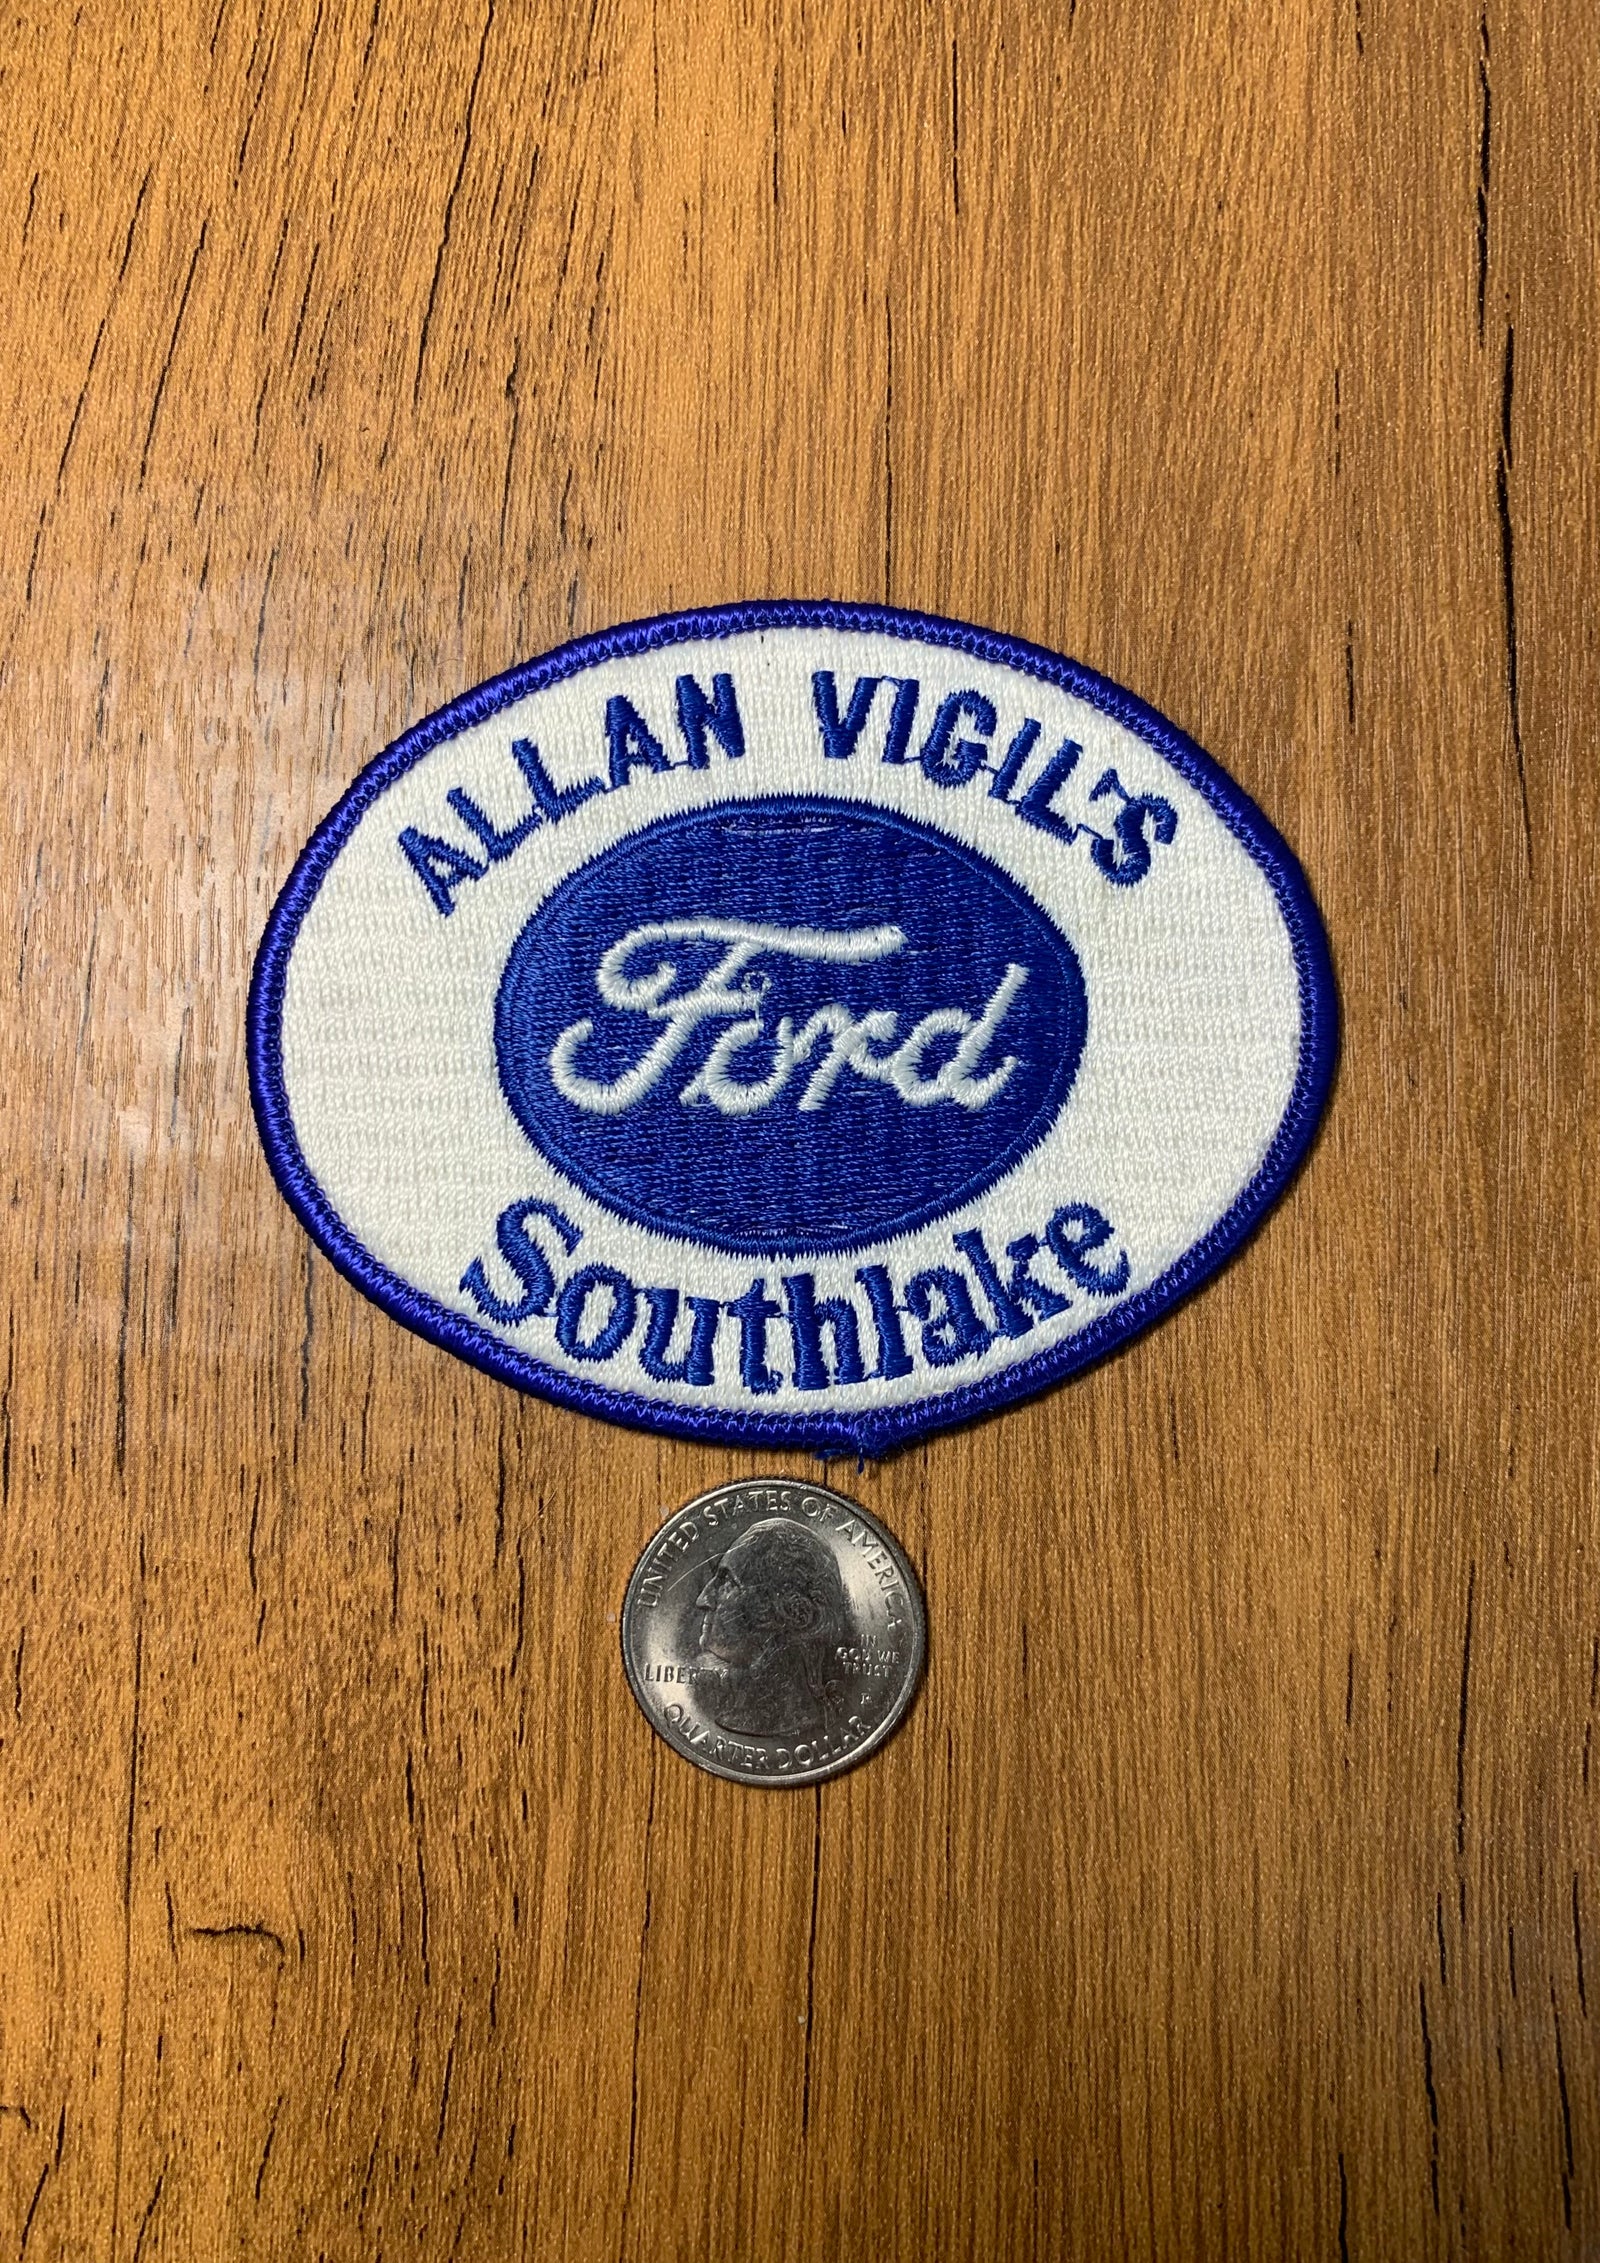 ALLAN VIGIL'S
Ford
Southlake
UNITED STATES OF AMERICA
IN
GOD WE
LIBERTY TRUST
P
QUARTER DOLLAR